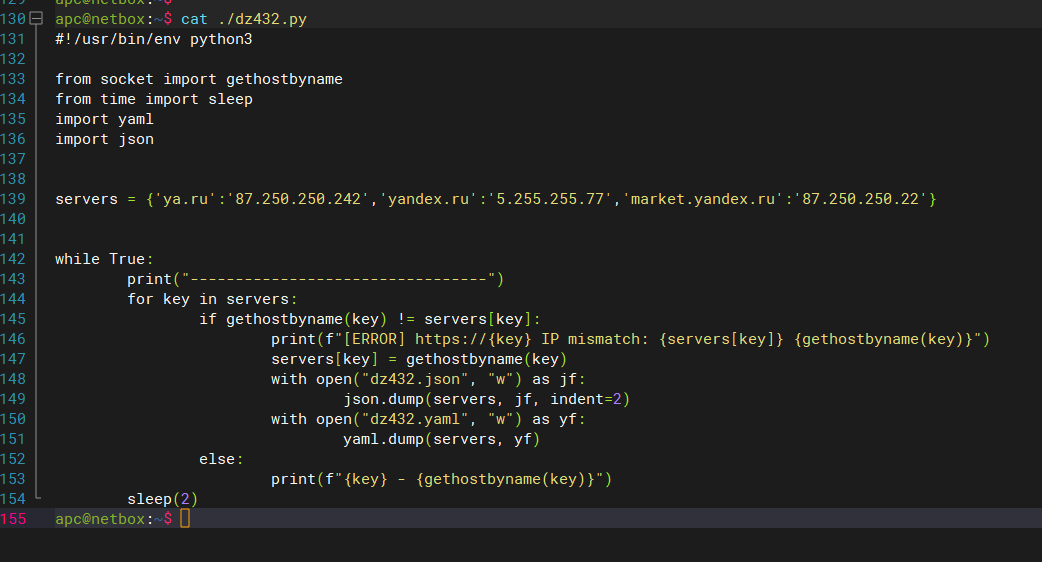 129 apc@netbox:~$
130 apc@netbox:~$ cat ./dz432.py
131 #!/usr/bin/env python3
132
133 from socket import gethostbyname
134 from time import sleep
135 import yaml
136 import json
137
138
139 servers = {'ya.ru':'87.250.250.242','yandex.ru':'5.255.255.77','market.yandex.ru':'87.250.250.22'}
140
141
142 while True:
143 print("---------------------------------")
144 for key in servers:
145 if gethostbyname(key) != servers[key]:
146 print(f"[ERROR] https://{key} IP mismatch: {servers[key]} {gethostbyname(key)}")
147 servers[key] = gethostbyname(key)
148 with open("dz432.json", "w") as jf:
149 json.dump(servers, jf, indent=2)
150 with open("dz432.yaml", "w") as yf:
151 yaml.dump(servers, yf)
152 else:
153 print(f"{key} - {gethostbyname(key)}")
154 sleep(2)
155 apc@netbox:~$